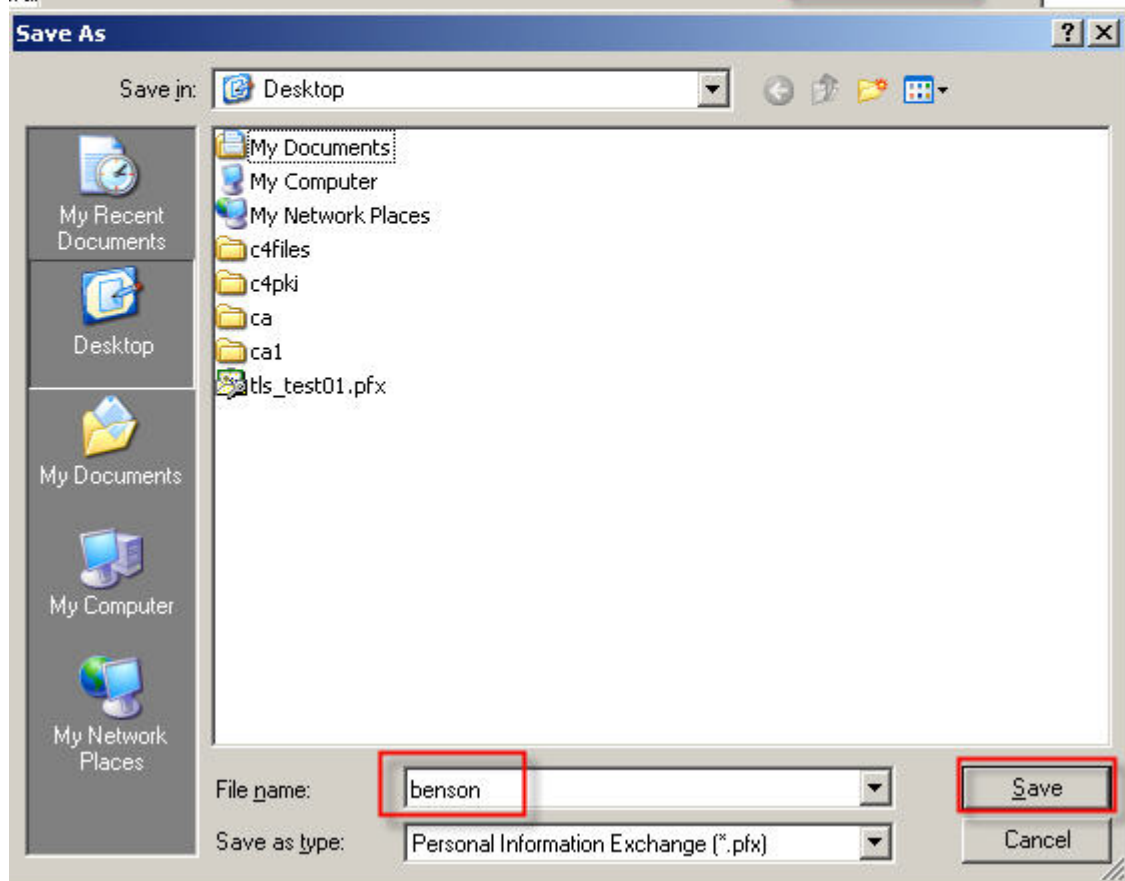 Save As
Save in:
Desktop
My Recent
Documents
Desktop
My Documents
My Computer
My Network
Places
My Documents
My Computer
My Network Places
c4files
c4pki
ca
ca1
tls_test01.pfx
File name:
benson
Save
Save as type:
Personal Information Exchange (*.pfx)
Cancel